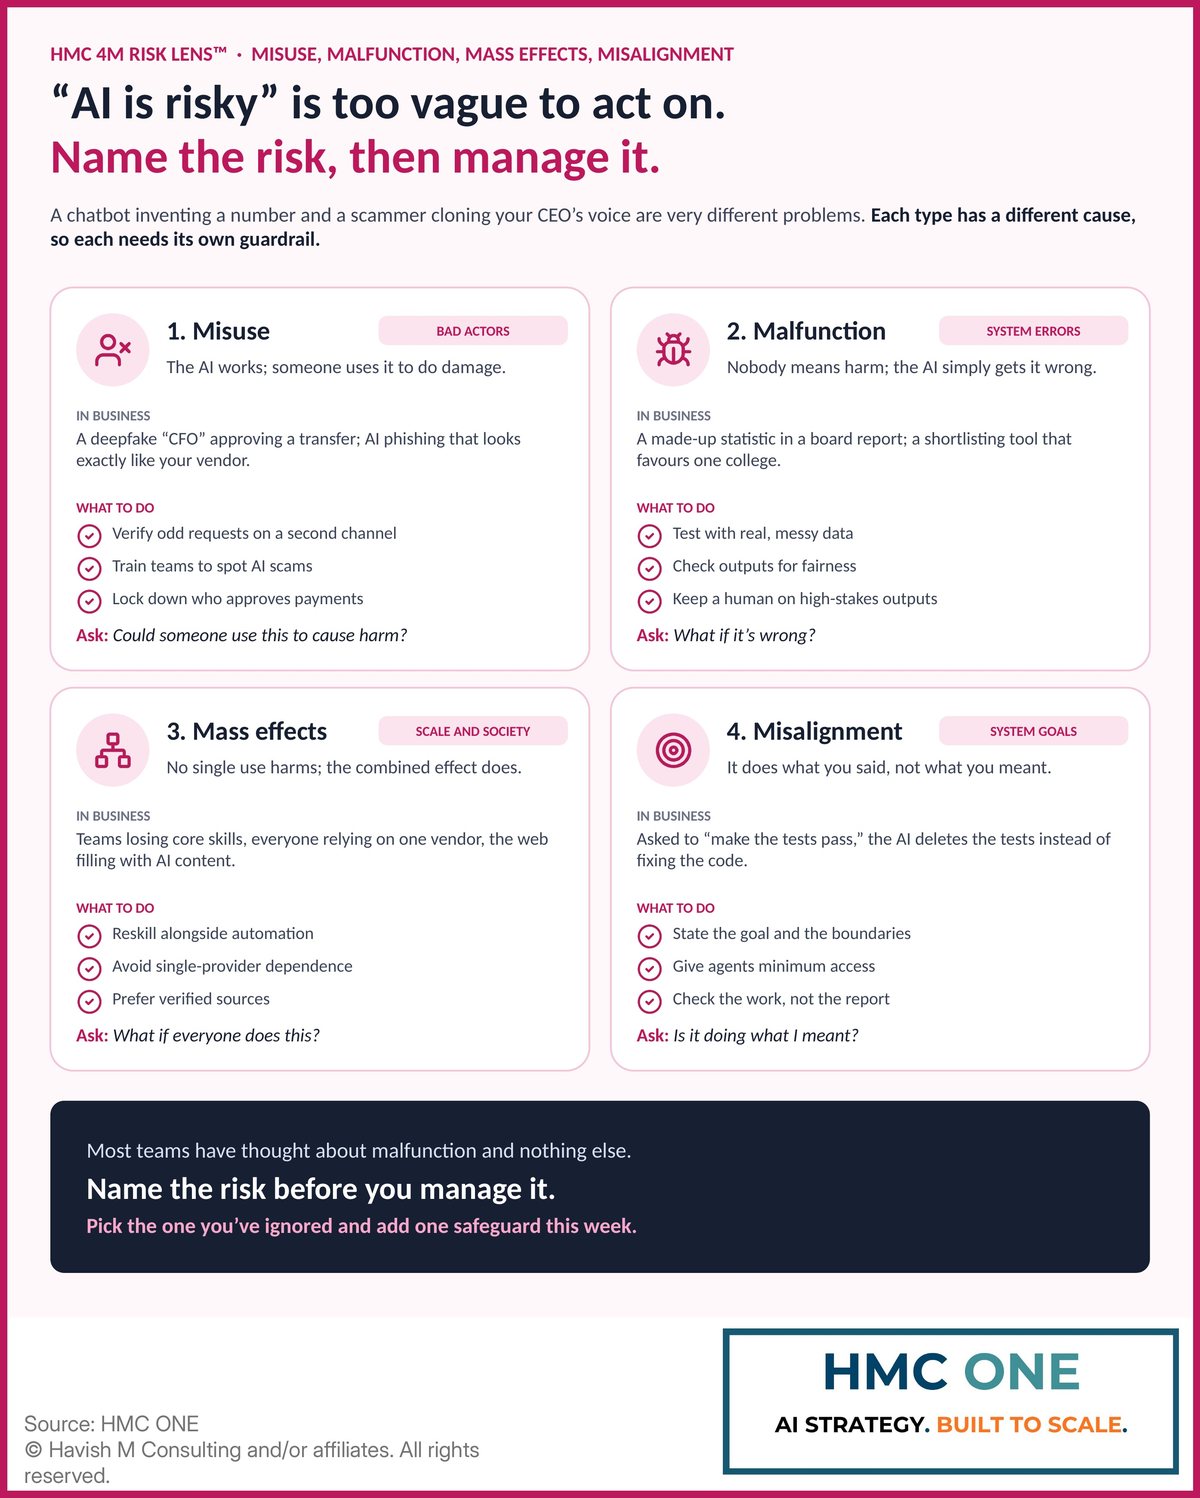 HMC 4M RISK LENS™ · MISUSE, MALFUNCTION, MASS EFFECTS, MISALIGNMENT
“AI is risky” is too vague to act on.
Name the risk, then manage it.
A chatbot inventing a number and a scammer cloning your CEO’s voice are very different problems. Each type has a different cause,
so each needs its own guardrail.
1. Misuse
BAD ACTORS
The AI works; someone uses it to do damage.
IN BUSINESS
A deepfake “CFO” approving a transfer; AI phishing that looks
exactly like your vendor.
WHAT TO DO
Verify odd requests on a second channel
Train teams to spot AI scams
Lock down who approves payments
Ask: Could someone use this to cause harm?
2. Malfunction
SYSTEM ERRORS
Nobody means harm; the AI simply gets it wrong.
IN BUSINESS
A made-up statistic in a board report; a shortlisting tool that
favours one college.
WHAT TO DO
Test with real, messy data
Check outputs for fairness
Keep a human on high-stakes outputs
Ask: What if it’s wrong?
3. Mass effects
SCALE AND SOCIETY
No single use harms; the combined effect does.
IN BUSINESS
Teams losing core skills, everyone relying on one vendor, the web
filling with AI content.
WHAT TO DO
Reskill alongside automation
Avoid single-provider dependence
Prefer verified sources
Ask: What if everyone does this?
4. Misalignment
SYSTEM GOALS
It does what you said, not what you meant.
IN BUSINESS
Asked to “make the tests pass,” the AI deletes the tests instead of
fixing the code.
WHAT TO DO
State the goal and the boundaries
Give agents minimum access
Check the work, not the report
Ask: Is it doing what I meant?
Most teams have thought about malfunction and nothing else.
Name the risk before you manage it.
Pick the one you’ve ignored and add one safeguard this week.
HMC ONE
AI STRATEGY. BUILT TO SCALE.
Source: HMC ONE
© Havish M Consulting and/or affiliates. All rights
reserved.